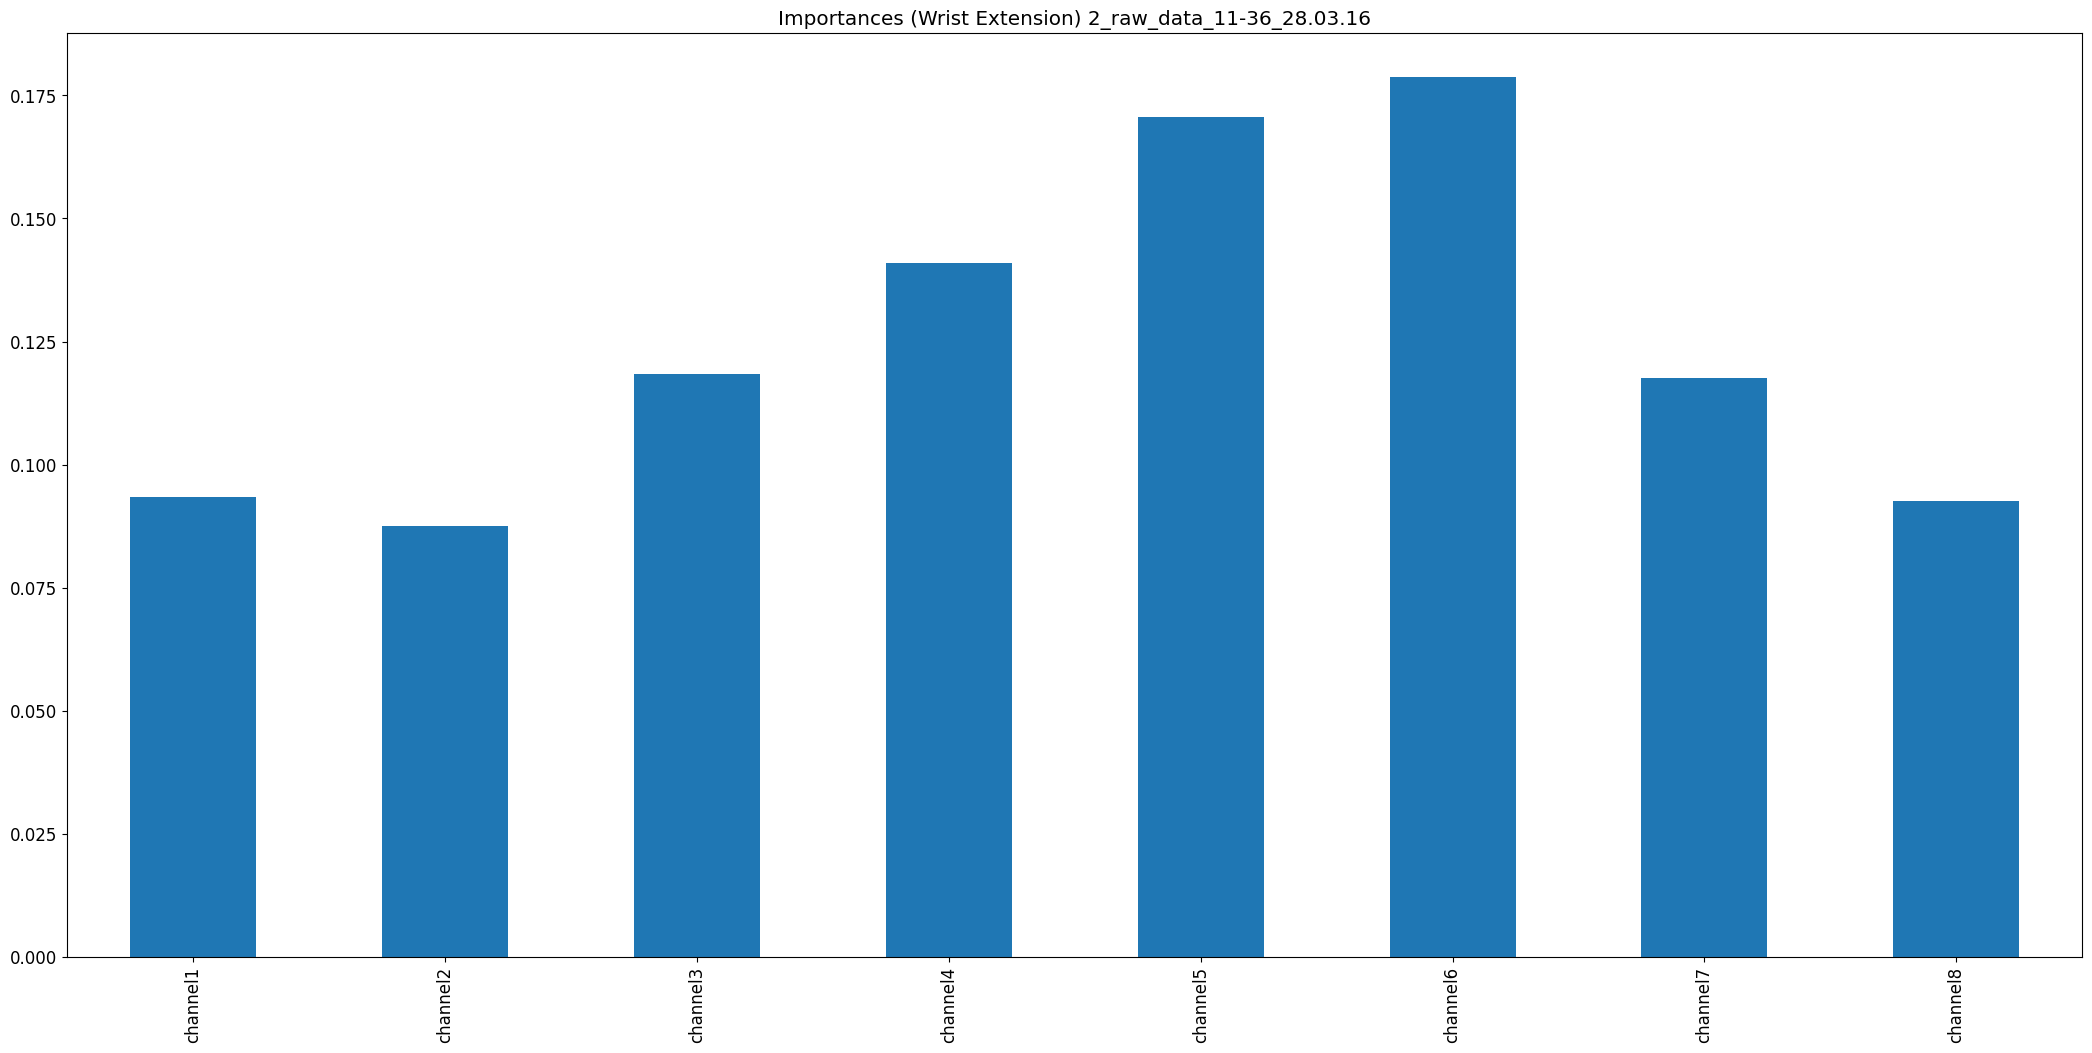 Importances (Wrist Extension) 2_raw_data_11-36_28.03.16
0.175
0.150
0.125
0.100
0.075
0.050
0.025
0.000
channel1
channel2
channel3
channel4
channel5
channel6
channel7
channel8